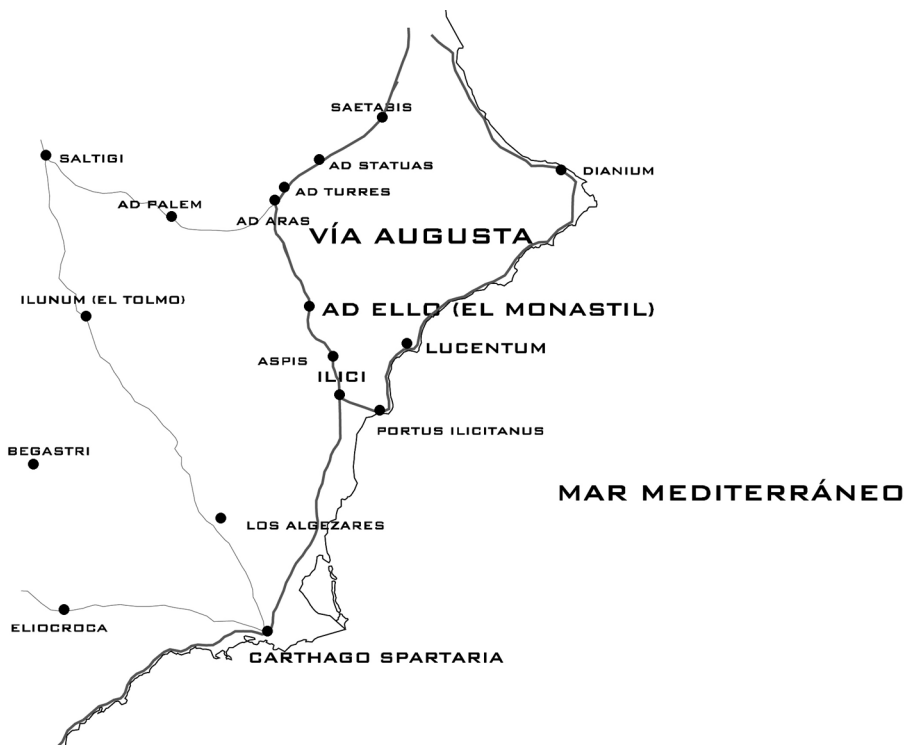 SAETABIS
SALTIGI
AD STATUAS
DIANIUM
AD TURRES
AD PALEM
AD ARAS
VÍA AUGUSTA
ILUNUM (EL TOLMO)
AD ELLO (EL MONASTIL)
LUCENTUM
ASPIS
ILICI
PORTUS ILICITANUS
BEGASTRI
MAR MEDITERRÁNEO
LOS ALGEZARES
ELIOCROCA
CARTHAGO SPARTARIA